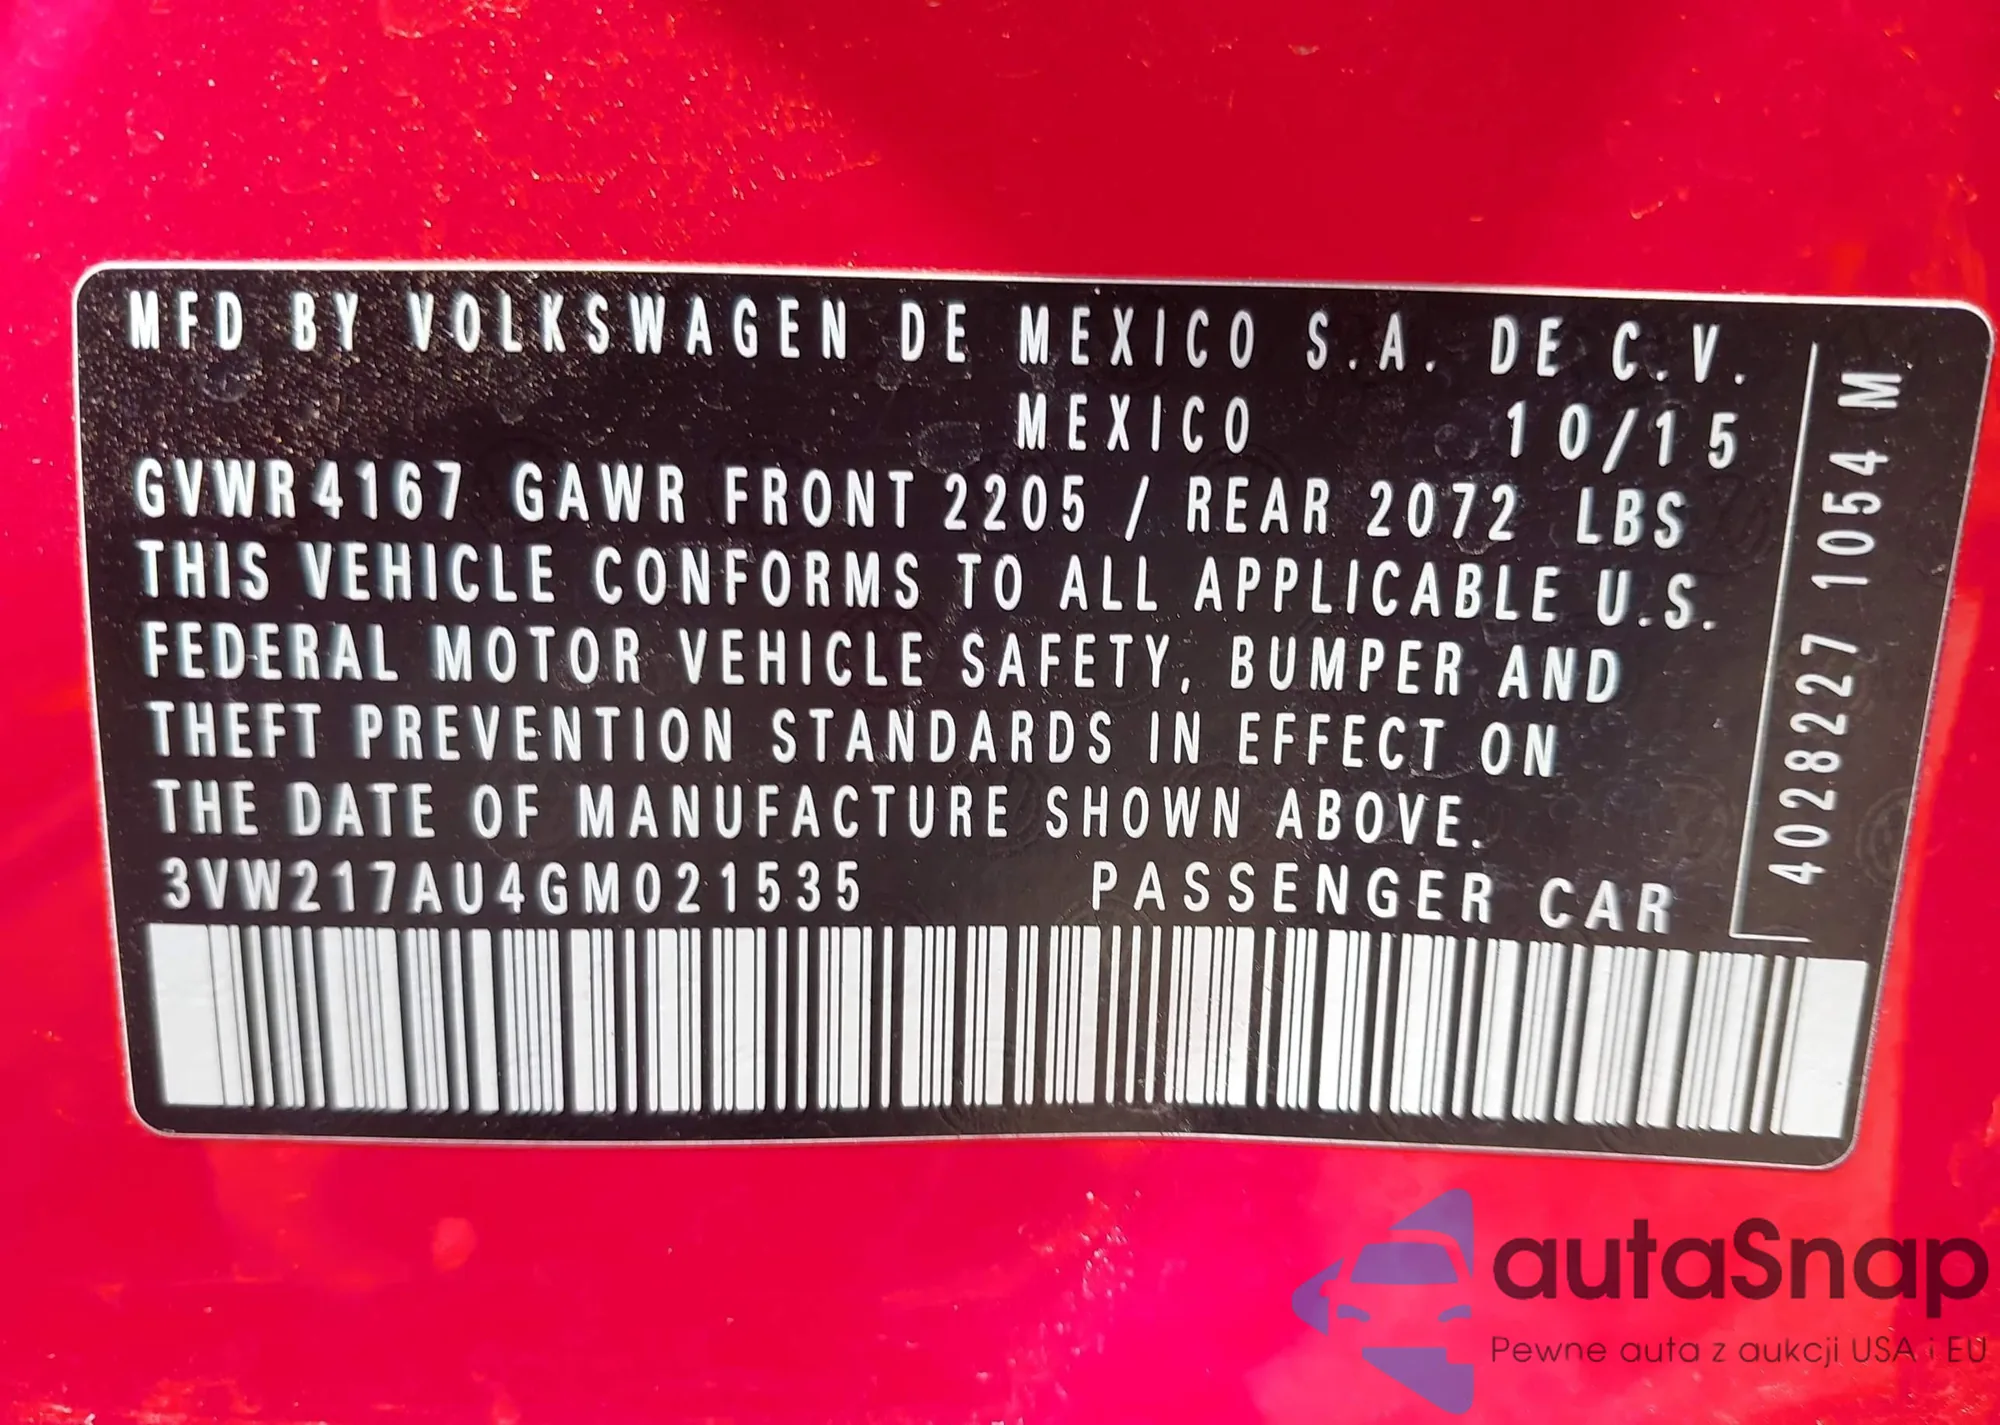 MFD BY VOLKSWAGEN DE MEXICO S.A. DE C.V.
MEXICO 10/15
GVWR 4167 GAWR FRONT 2205 / REAR 2072 LBS
THIS VEHICLE CONFORMS TO ALL APPLICABLE U.S.
FEDERAL MOTOR VEHICLE SAFETY, BUMPER AND
THEFT PREVENTION STANDARDS IN EFFECT ON
THE DATE OF MANUFACTURE SHOWN ABOVE.
3VW217AU4GM021535 PASSENGER CAR
4028227 1054 M
autaSnap
Pewne auta z aukcji USA i EU